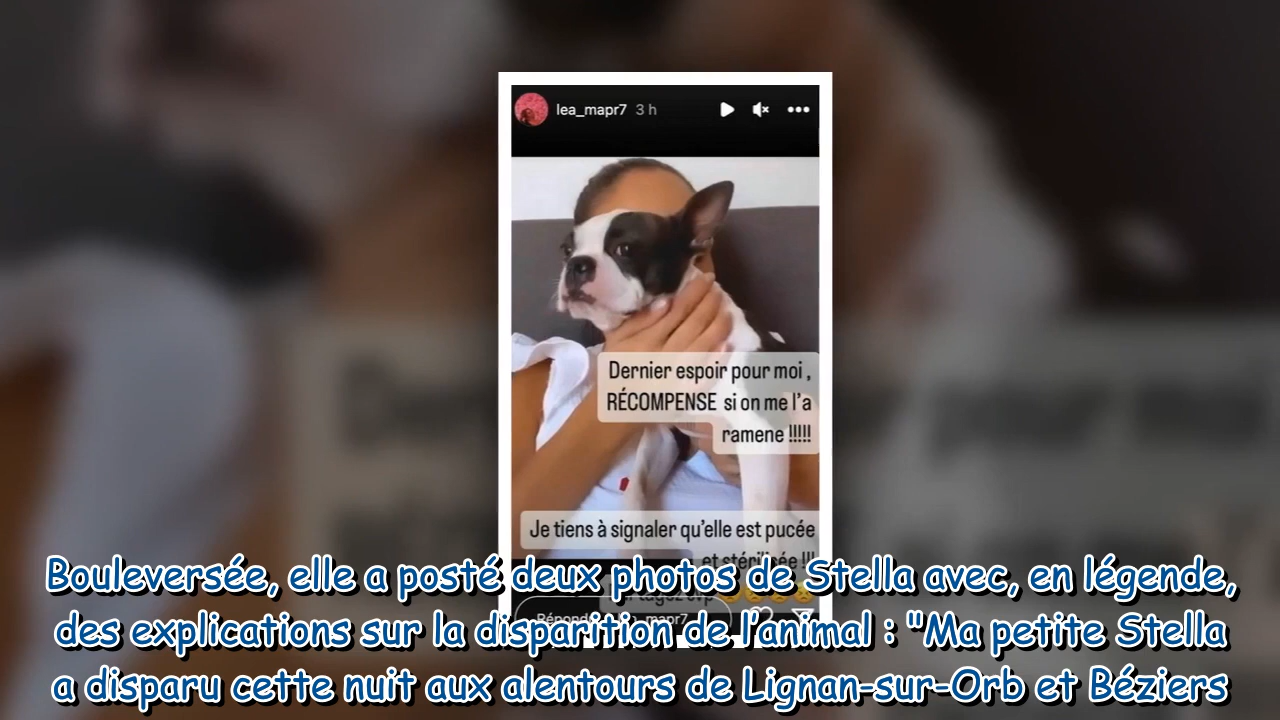 lea_mapr7 3 h
Dernier espoir pour moi ,
RÉCOMPENSE si on me l'a
ramene !!!!!
Je tiens à signaler qu'elle est pucée
et stérilisée !!!
Bouleversée, elle a posté deux photos de Stella avec, en légende,
des explications sur la disparition de l'animal : "Ma petite Stella
a disparu cette nuit aux alentours de Lignan-sur-Orb et Béziers